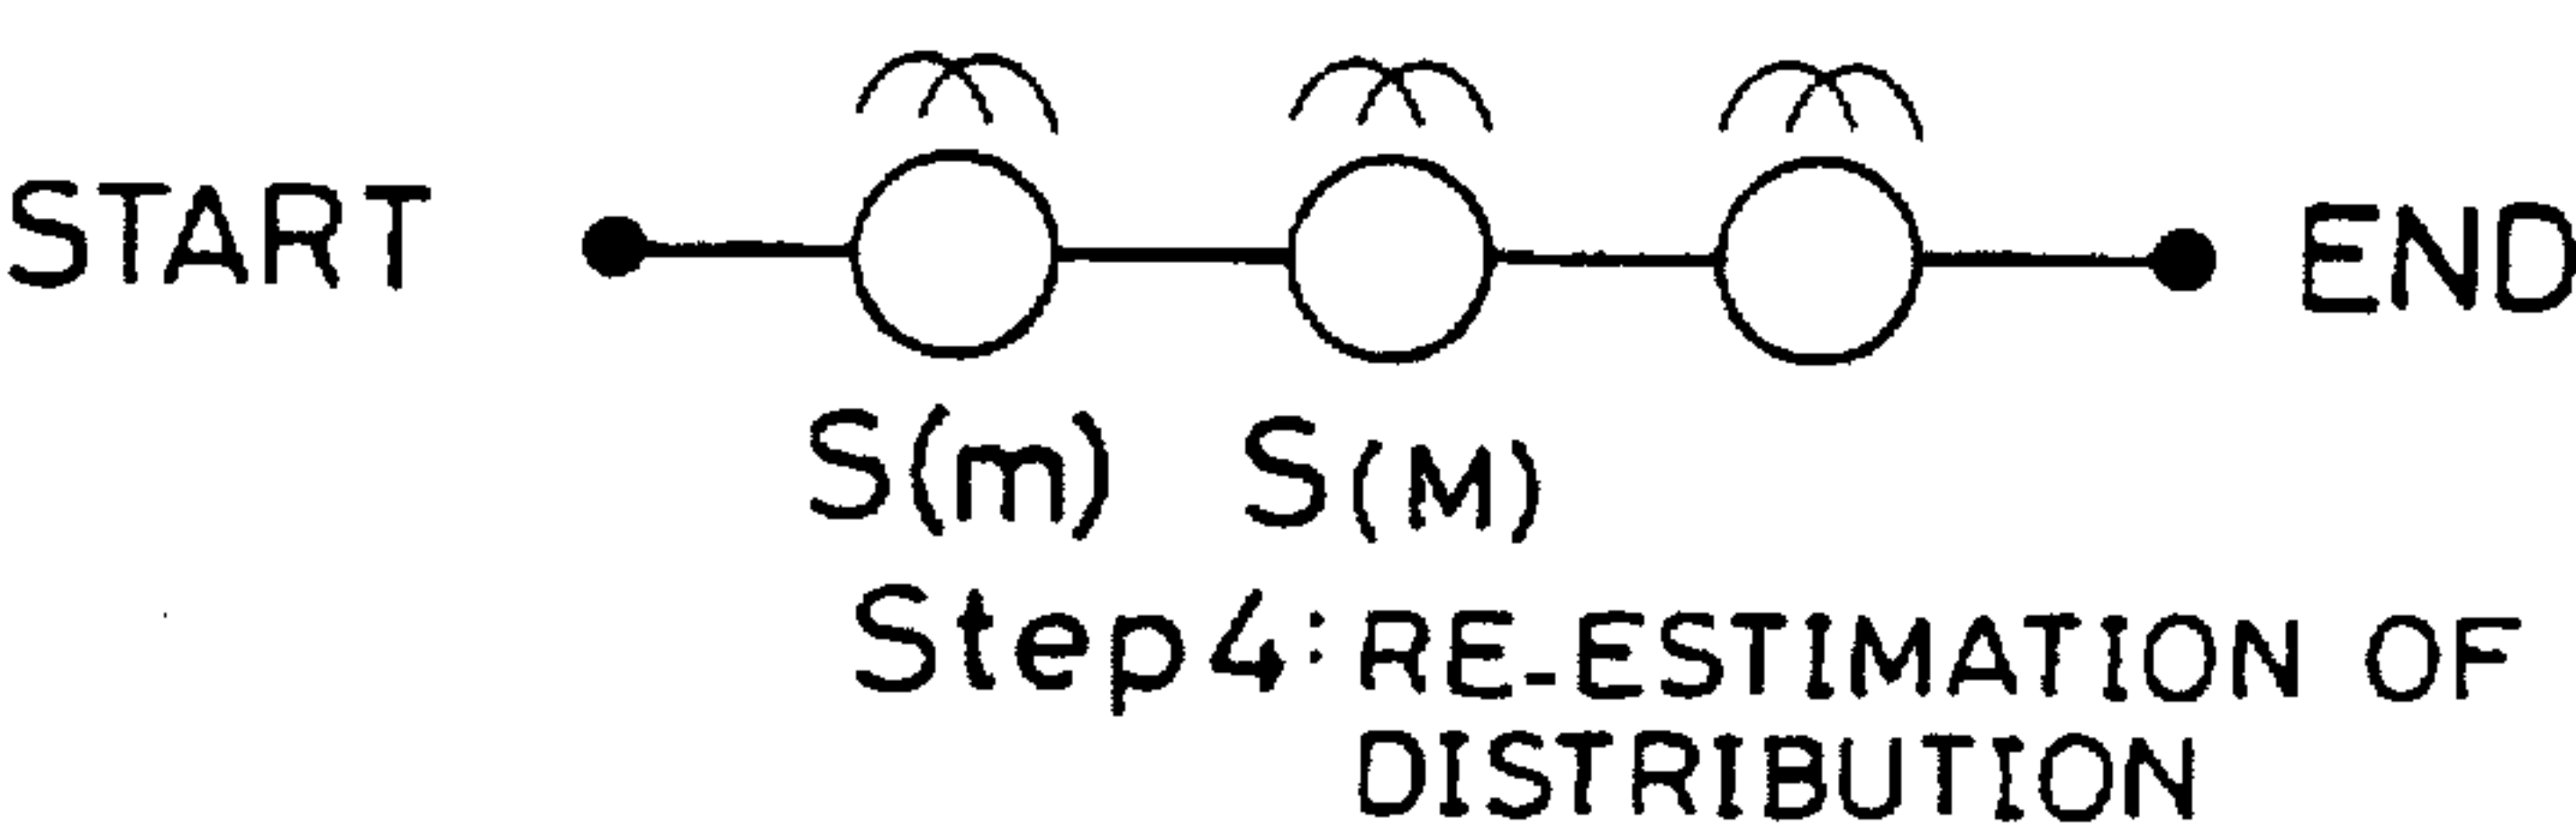 START END
S(m) S(M)
Step4: RE-ESTIMATION OF
DISTRIBUTION